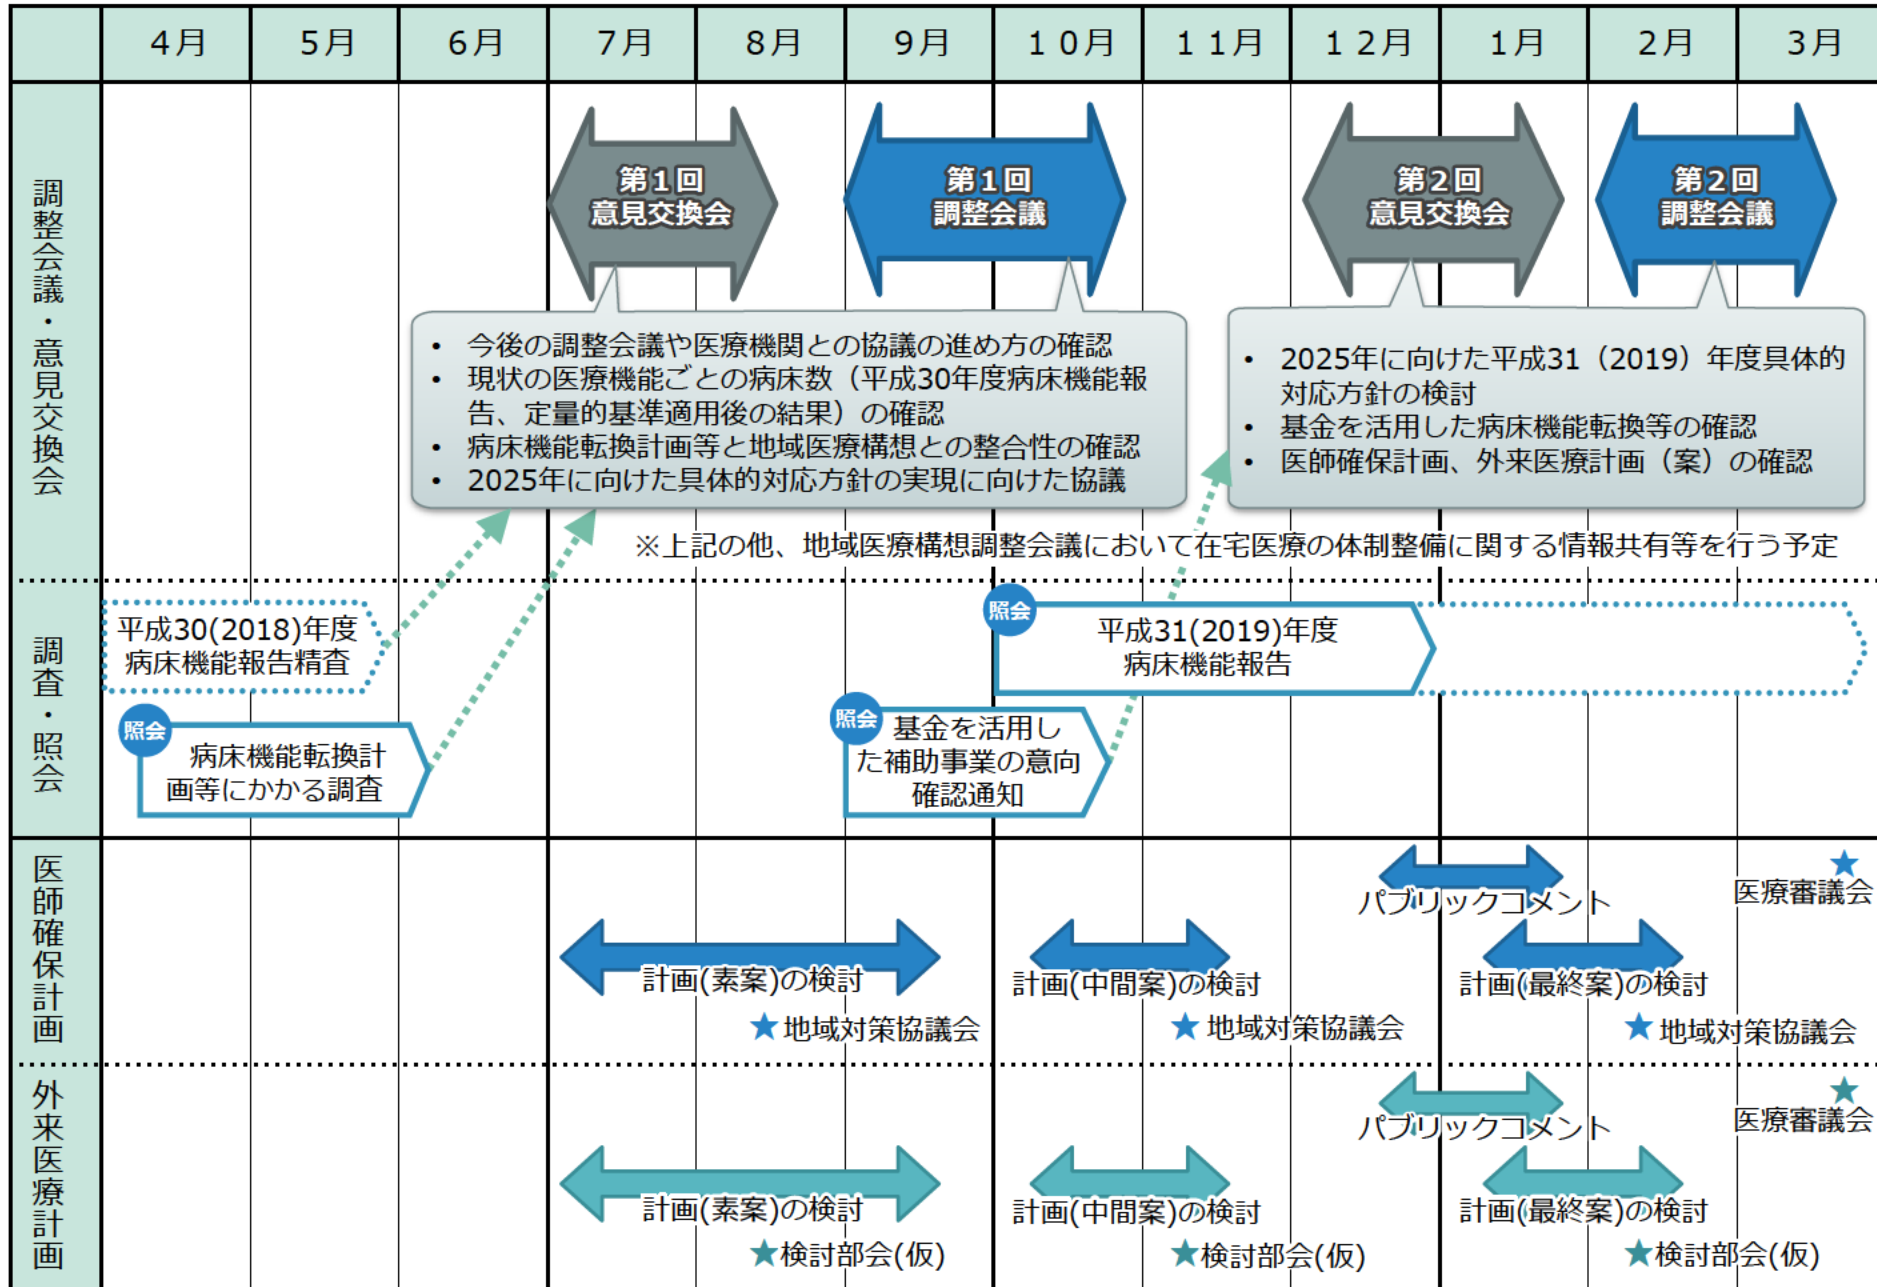 ４月 ５月 ６月 ７月 ８月 ９月 １０月 １１月 １２月 １月 ２月 ３月
調整会議・意見交換会
第１回
意見交換会
第１回
調整会議
第２回
意見交換会
第２回
調整会議
• 今後の調整会議や医療機関との協議の進め方の確認
• 現状の医療機能ごとの病床数（平成30年度病床機能報
告、定量的基準適用後の結果）の確認
• 病床機能転換計画等と地域医療構想との整合性の確認
• 2025年に向けた具体的対応方針の実現に向けた協議
• 2025年に向けた平成31（2019）年度具体的
対応方針の検討
• 基金を活用した病床機能転換等の確認
• 医師確保計画、外来医療計画（案）の確認
※上記の他、地域医療構想調整会議において在宅医療の体制整備に関する情報共有等を行う予定
調査・照会
平成30(2018)年度
病床機能報告精査
照会
病床機能転換計
画等にかかる調査
照会
平成31(2019)年度
病床機能報告
照会
基金を活用し
た補助事業の意向
確認通知
医師確保計画
パブリックコメント
★
医療審議会
計画(素案)の検討
計画(中間案)の検討
計画(最終案)の検討
★地域対策協議会
★地域対策協議会
★地域対策協議会
外来医療計画
パブリックコメント
★
医療審議会
計画(素案)の検討
計画(中間案)の検討
計画(最終案)の検討
★検討部会(仮)
★検討部会(仮)
★検討部会(仮)